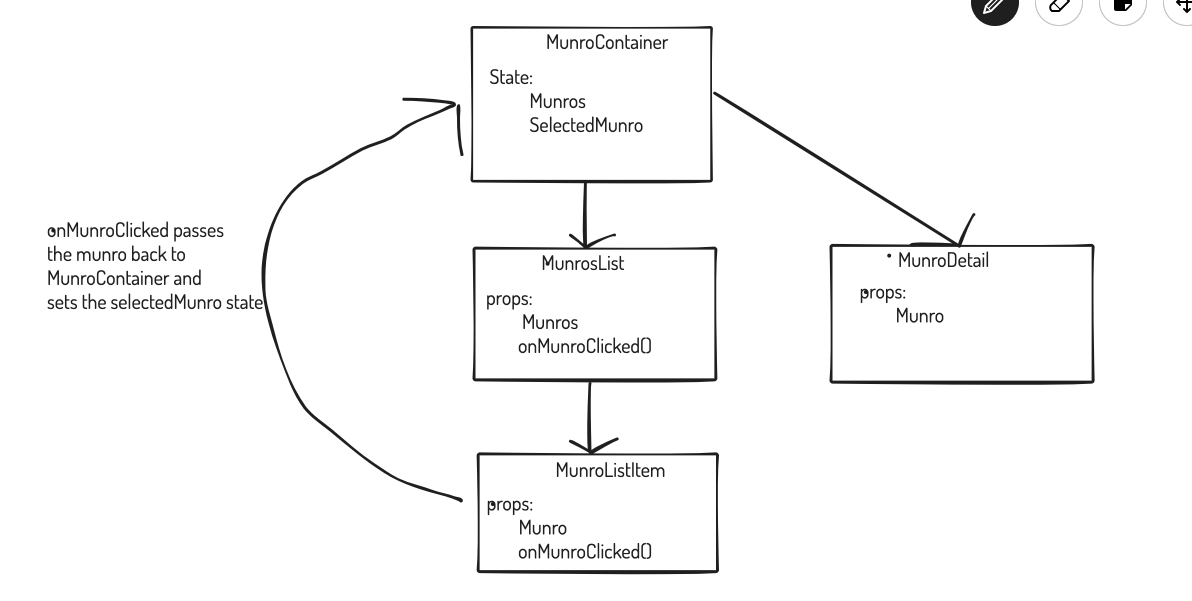 MunroContainer
State:
Munros
SelectedMunro
onMunroClicked passes
the munro back to
MunroContainer and
sets the selectedMunro state
MunrosList
props:
Munros
onMunroClicked()
MunroDetail
props:
Munro
MunroListItem
props:
Munro
onMunroClicked()